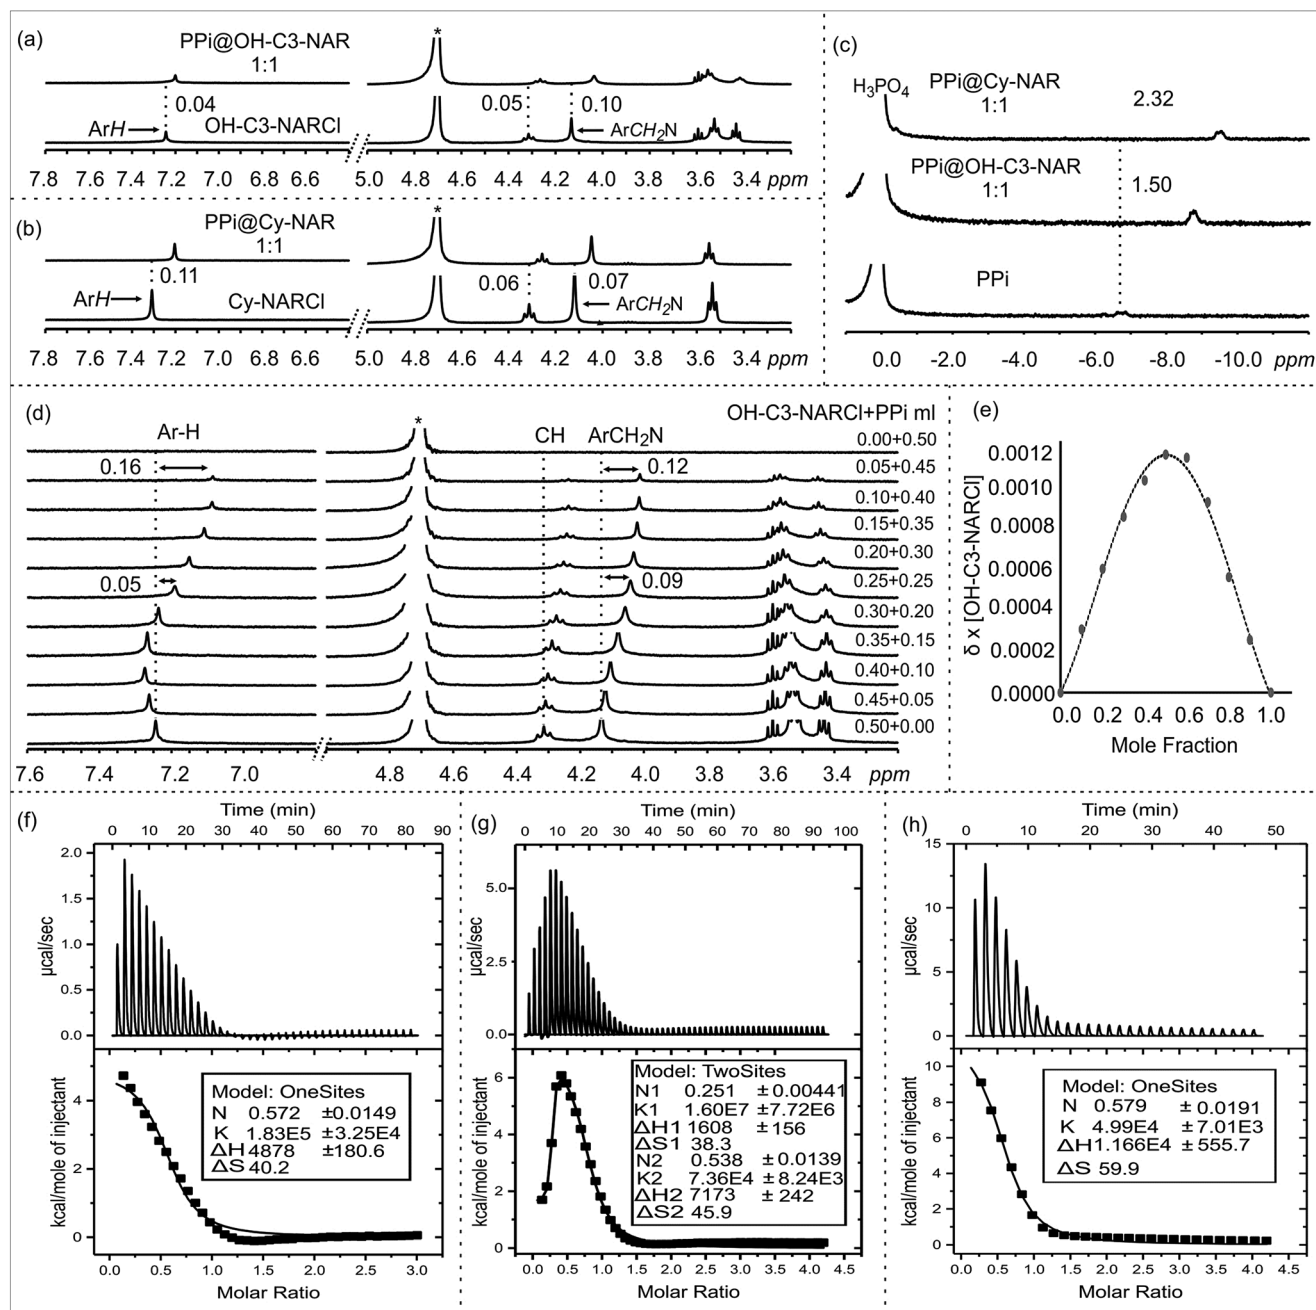 (a)
PPi@OH-C3-NAR
1:1
*
0.04
0.05
0.10
ArH
OH-C3-NARCl
ArCH₂N
7.8 7.6 7.4 7.2 7.0 6.8 6.6 5.0 4.8 4.6 4.4 4.2 4.0 3.8 3.6 3.4 ppm
(b)
PPi@Cy-NAR
1:1
*
0.11
0.06
0.07
ArH
Cy-NARCl
ArCH₂N
7.8 7.6 7.4 7.2 7.0 6.8 6.6 5.0 4.8 4.6 4.4 4.2 4.0 3.8 3.6 3.4 ppm
(c)
H₃PO₄
PPi@Cy-NAR
1:1
2.32
PPi@OH-C3-NAR
1:1
1.50
PPi
0.0 -2.0 -4.0 -6.0 -8.0 -10.0 ppm
(d)
OH-C3-NARCl+PPi ml
Ar-H
*
CH
ArCH₂N
0.00+0.50
0.16
0.12
0.05+0.45
0.10+0.40
0.15+0.35
0.20+0.30
0.05
0.09
0.25+0.25
0.30+0.20
0.35+0.15
0.40+0.10
0.45+0.05
0.50+0.00
7.6 7.4 7.2 7.0 4.8 4.6 4.4 4.2 4.0 3.8 3.6 3.4 ppm
(e)
δ x [OH-C3-NARCl]
0.0012
0.0010
0.0008
0.0006
0.0004
0.0002
0.0000
0.0 0.2 0.4 0.6 0.8 1.0
Mole Fraction
(f)
Time (min)
0 10 20 30 40 50 60 70 80 90
2.0
1.5
1.0
0.5
0.0
µcal/sec
4
2
0
kcal/mole of injectant
Model: OneSites
N 0.572 ±0.0149
K 1.83E5 ±3.25E4
ΔH 4878 ±180.6
ΔS 40.2
0.0 0.5 1.0 1.5 2.0 2.5 3.0
Molar Ratio
(g)
Time (min)
0 10 20 30 40 50 60 70 80 90 100
5.0
2.5
0.0
µcal/sec
6
4
2
0
kcal/mole of injectant
Model: TwoSites
N1 0.251 ±0.00441
K1 1.60E7 ±7.72E6
ΔH1 1608 ±156
ΔS1 38.3
N2 0.538 ±0.0139
K2 7.36E4 ±8.24E3
ΔH2 7173 ± 242
ΔS2 45.9
0.0 0.5 1.0 1.5 2.0 2.5 3.0 3.5 4.0 4.5
Molar Ratio
(h)
Time (min)
0 10 20 30 40 50
15
10
5
0
µcal/sec
10
8
6
4
2
0
kcal/mole of injectant
Model: OneSites
N 0.579 ± 0.0191
K 4.99E4 ± 7.01E3
ΔH1.166E4 ± 555.7
ΔS 59.9
0.0 0.5 1.0 1.5 2.0 2.5 3.0 3.5 4.0 4.5
Molar Ratio